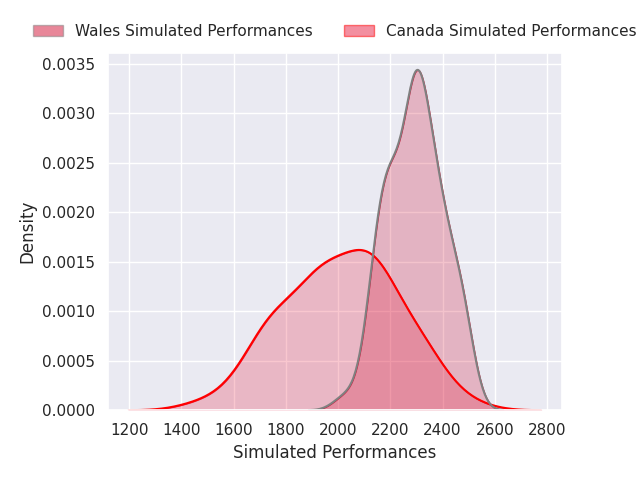 Wales Simulated Performances Canada Simulated Performances
0.0035
0.0030
0.0025
0.0020
0.0015
0.0010
0.0005
0.0000
Density
1200 1400 1600 1800 2000 2200 2400 2600 2800
Simulated Performances